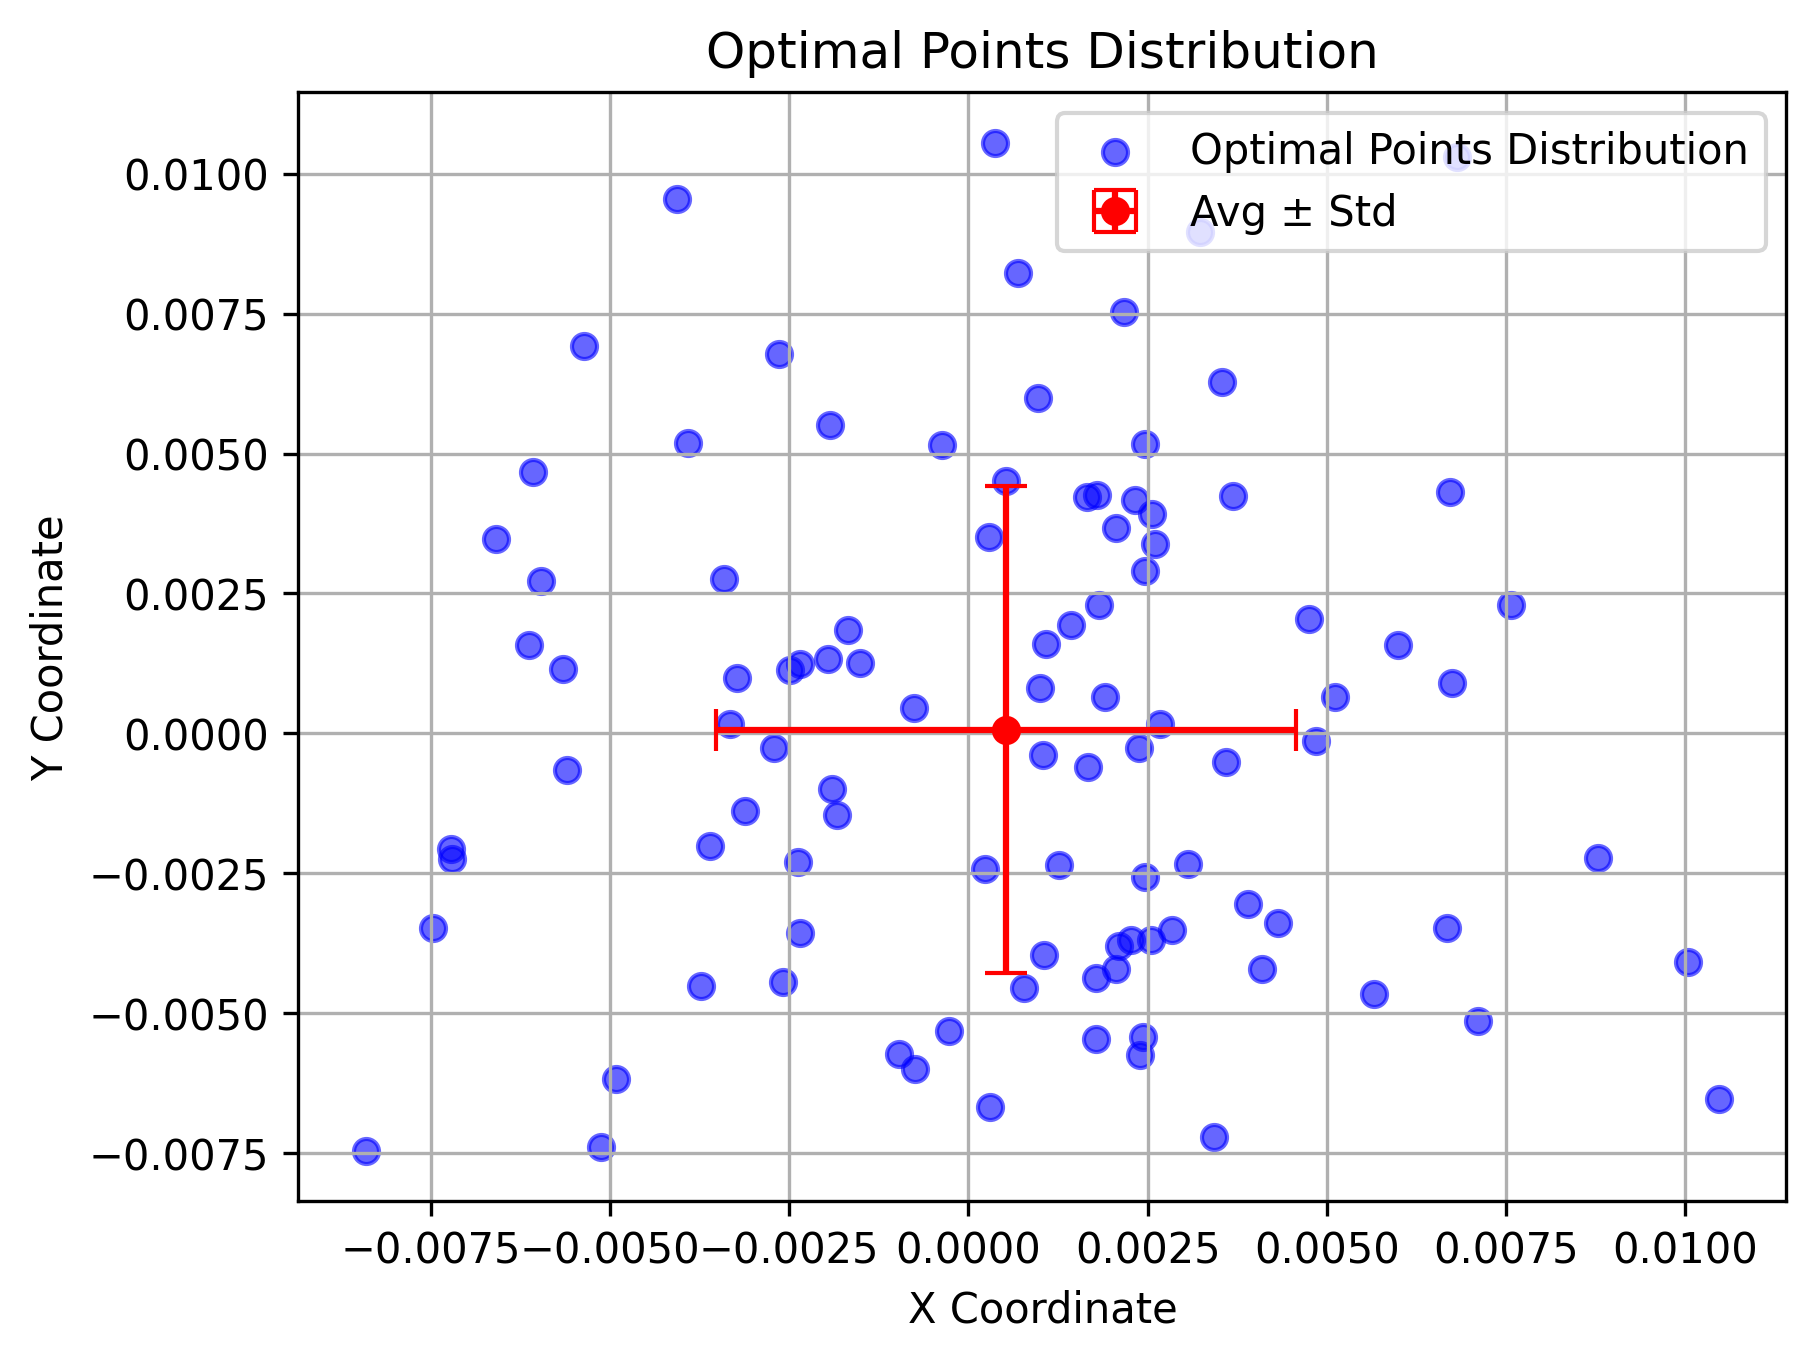 Optimal Points Distribution
Optimal Points Distribution
Avg ± Std
0.0100
0.0075
0.0050
0.0025
0.0000
−0.0025
−0.0050
−0.0075
Y Coordinate
−0.0075 −0.0050 −0.0025 0.0000 0.0025 0.0050 0.0075 0.0100
X Coordinate